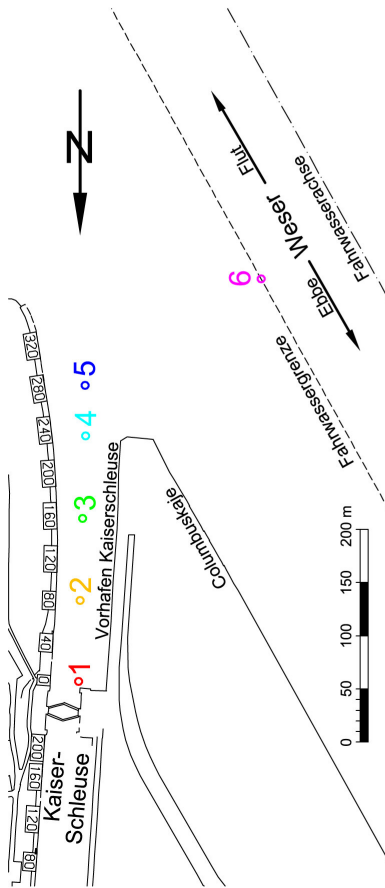 N
320
280
240
200
160
120
80
40
0
200
160
120
80
1
2
3
4
5
6
Vorhafen Kaiserschleuse
Kaiser-
Schleuse
Columbuskaje
Fahrwassergrenze
Fahrwasserachse
Flut
Weser
Ebbe
0 50 100 150 200 m